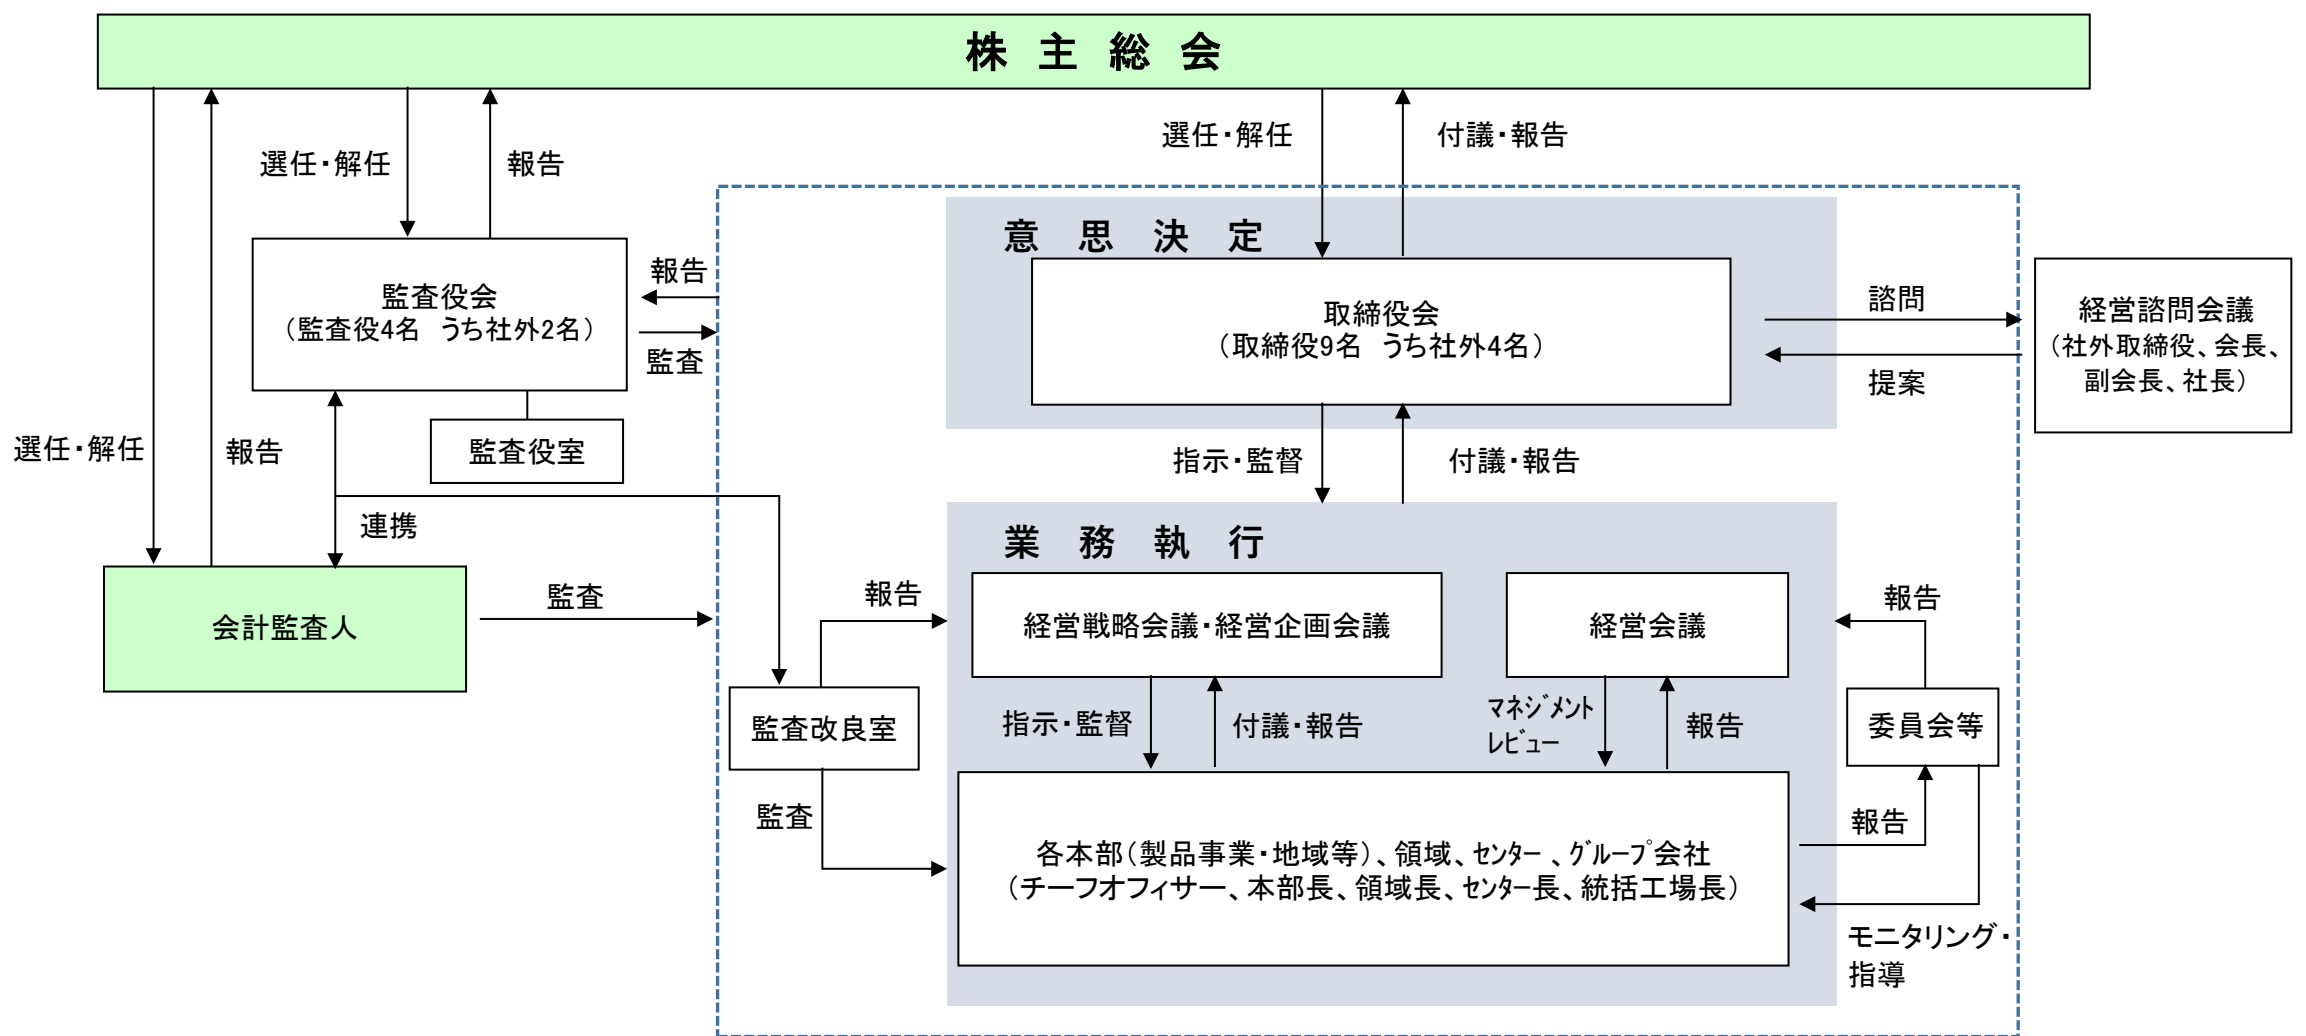 株 主 総 会
選任・解任
報告
選任・解任
付議・報告
意 思 決 定
監査役会
（監査役4名 うち社外2名）
報告
監査
取締役会
（取締役9名 うち社外4名）
諮問
提案
経営諮問会議
（社外取締役、会長、
副会長、社長）
監査役室
選任・解任
報告
連携
指示・監督
付議・報告
業 務 執 行
会計監査人
監査
報告
経営戦略会議・経営企画会議
経営会議
報告
監査改良室
指示・監督
付議・報告
ﾏﾈｼﾞﾒﾝﾄ
ﾚﾋﾞｭｰ
報告
委員会等
監査
各本部（製品事業・地域等）、領域、ｾﾝﾀｰ 、ｸﾞﾙｰﾌﾟ会社
（チーフオフィサー、本部長、領域長、ｾﾝﾀｰ長、統括工場長）
報告
モニタリング・
指導